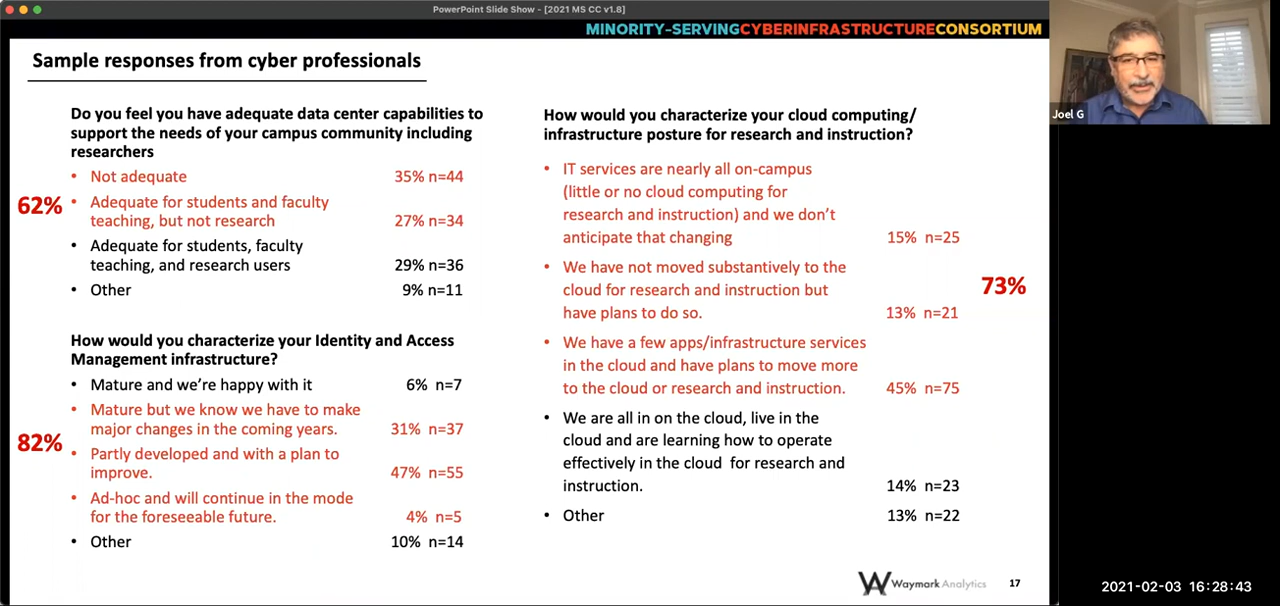 PowerPoint Slide Show - [2021 MS CC v1.8]
MINORITY-SERVINGCYBERINFRASTRUCTURECONSORTIUM
Sample responses from cyber professionals
Do you feel you have adequate data center capabilities to
support the needs of your campus community including
researchers
• Not adequate 35% n=44
62%
• Adequate for students and faculty
teaching, but not research 27% n=34
• Adequate for students, faculty
teaching, and research users 29% n=36
• Other 9% n=11
How would you characterize your Identity and Access
Management infrastructure?
• Mature and we're happy with it 6% n=7
• Mature but we know we have to make
major changes in the coming years. 31% n=37
82%
• Partly developed and with a plan to
improve. 47% n=55
• Ad-hoc and will continue in the mode
for the foreseeable future. 4% n=5
• Other 10% n=14
How would you characterize your cloud computing/
infrastructure posture for research and instruction?
• IT services are nearly all on-campus
(little or no cloud computing for
research and instruction) and we don't
anticipate that changing 15% n=25
• We have not moved substantively to the
cloud for research and instruction but
have plans to do so. 13% n=21
73%
• We have a few apps/infrastructure services
in the cloud and have plans to move more
to the cloud or research and instruction. 45% n=75
• We are all in on the cloud, live in the
cloud and are learning how to operate
effectively in the cloud for research and
instruction. 14% n=23
• Other 13% n=22
Waymark Analytics
17
Joel G
2021-02-03 16:28:43